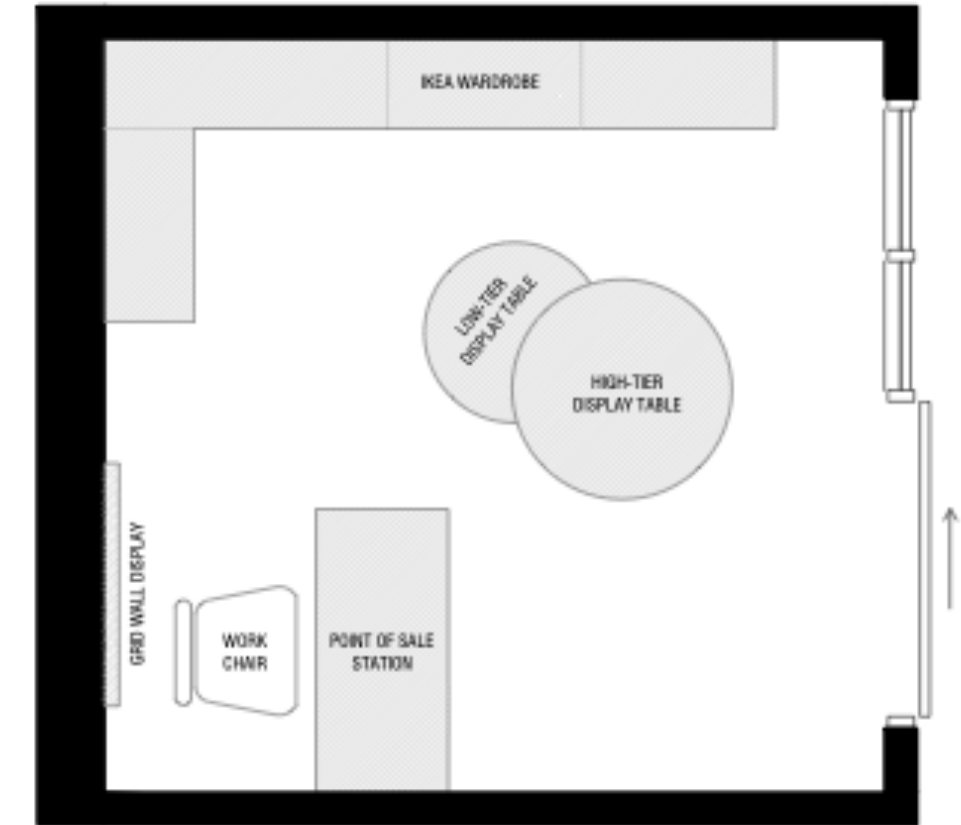 IKEA WARDROBE
LOW-TIER
DISPLAY TABLE
HIGH-TIER
DISPLAY TABLE
GRID WALL DISPLAY
WORK
CHAIR
POINT OF SALE
STATION